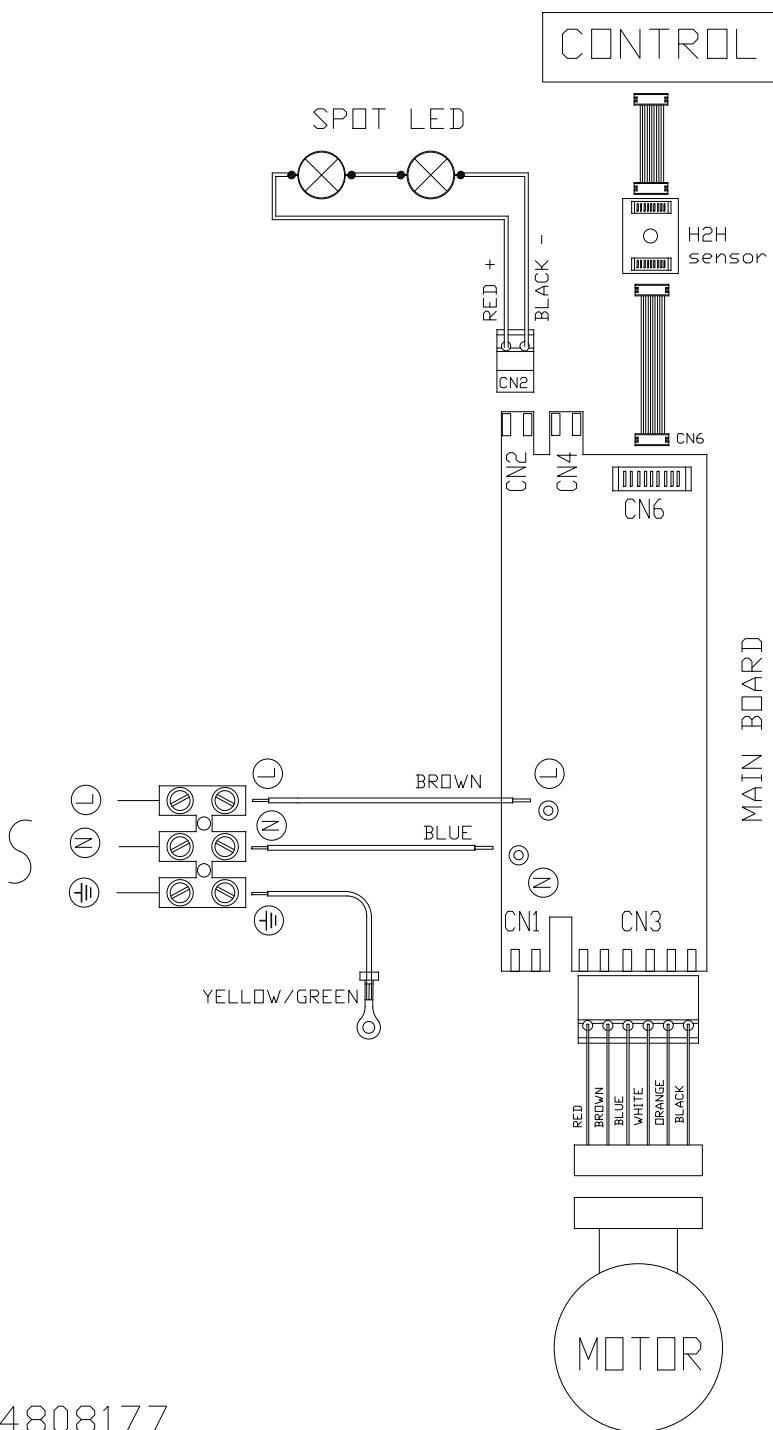 CONTROL
SPOT LED
H2H
sensor
RED +
BLACK -
CN2
CN6
CN2
CN4
CN6
MAIN BOARD
L
BROWN
L
L
N
N
BLUE
N
CN1
CN3
YELLOW/GREEN
RED
BROWN
BLUE
WHITE
ORANGE
BLACK
MOTOR
4808177